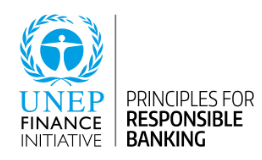 UNEP
FINANCE
INITIATIVE
PRINCIPLES FOR
RESPONSIBLE
BANKING